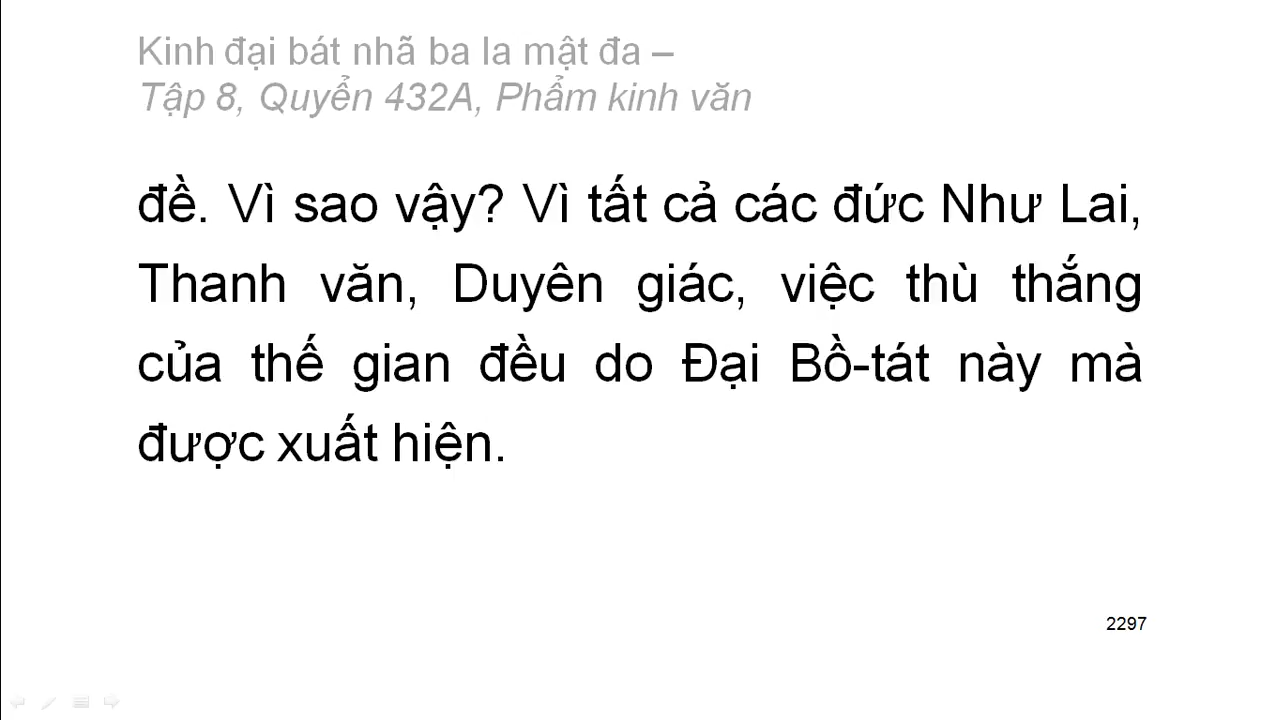 Kinh đại bát nhã ba la mật đa –
Tập 8, Quyển 432A, Phẩm kinh văn
đề. Vì sao vậy? Vì tất cả các đức Như Lai,
Thanh văn, Duyên giác, việc thù thắng
của thế gian đều do Đại Bồ-tát này mà
được xuất hiện.
2297